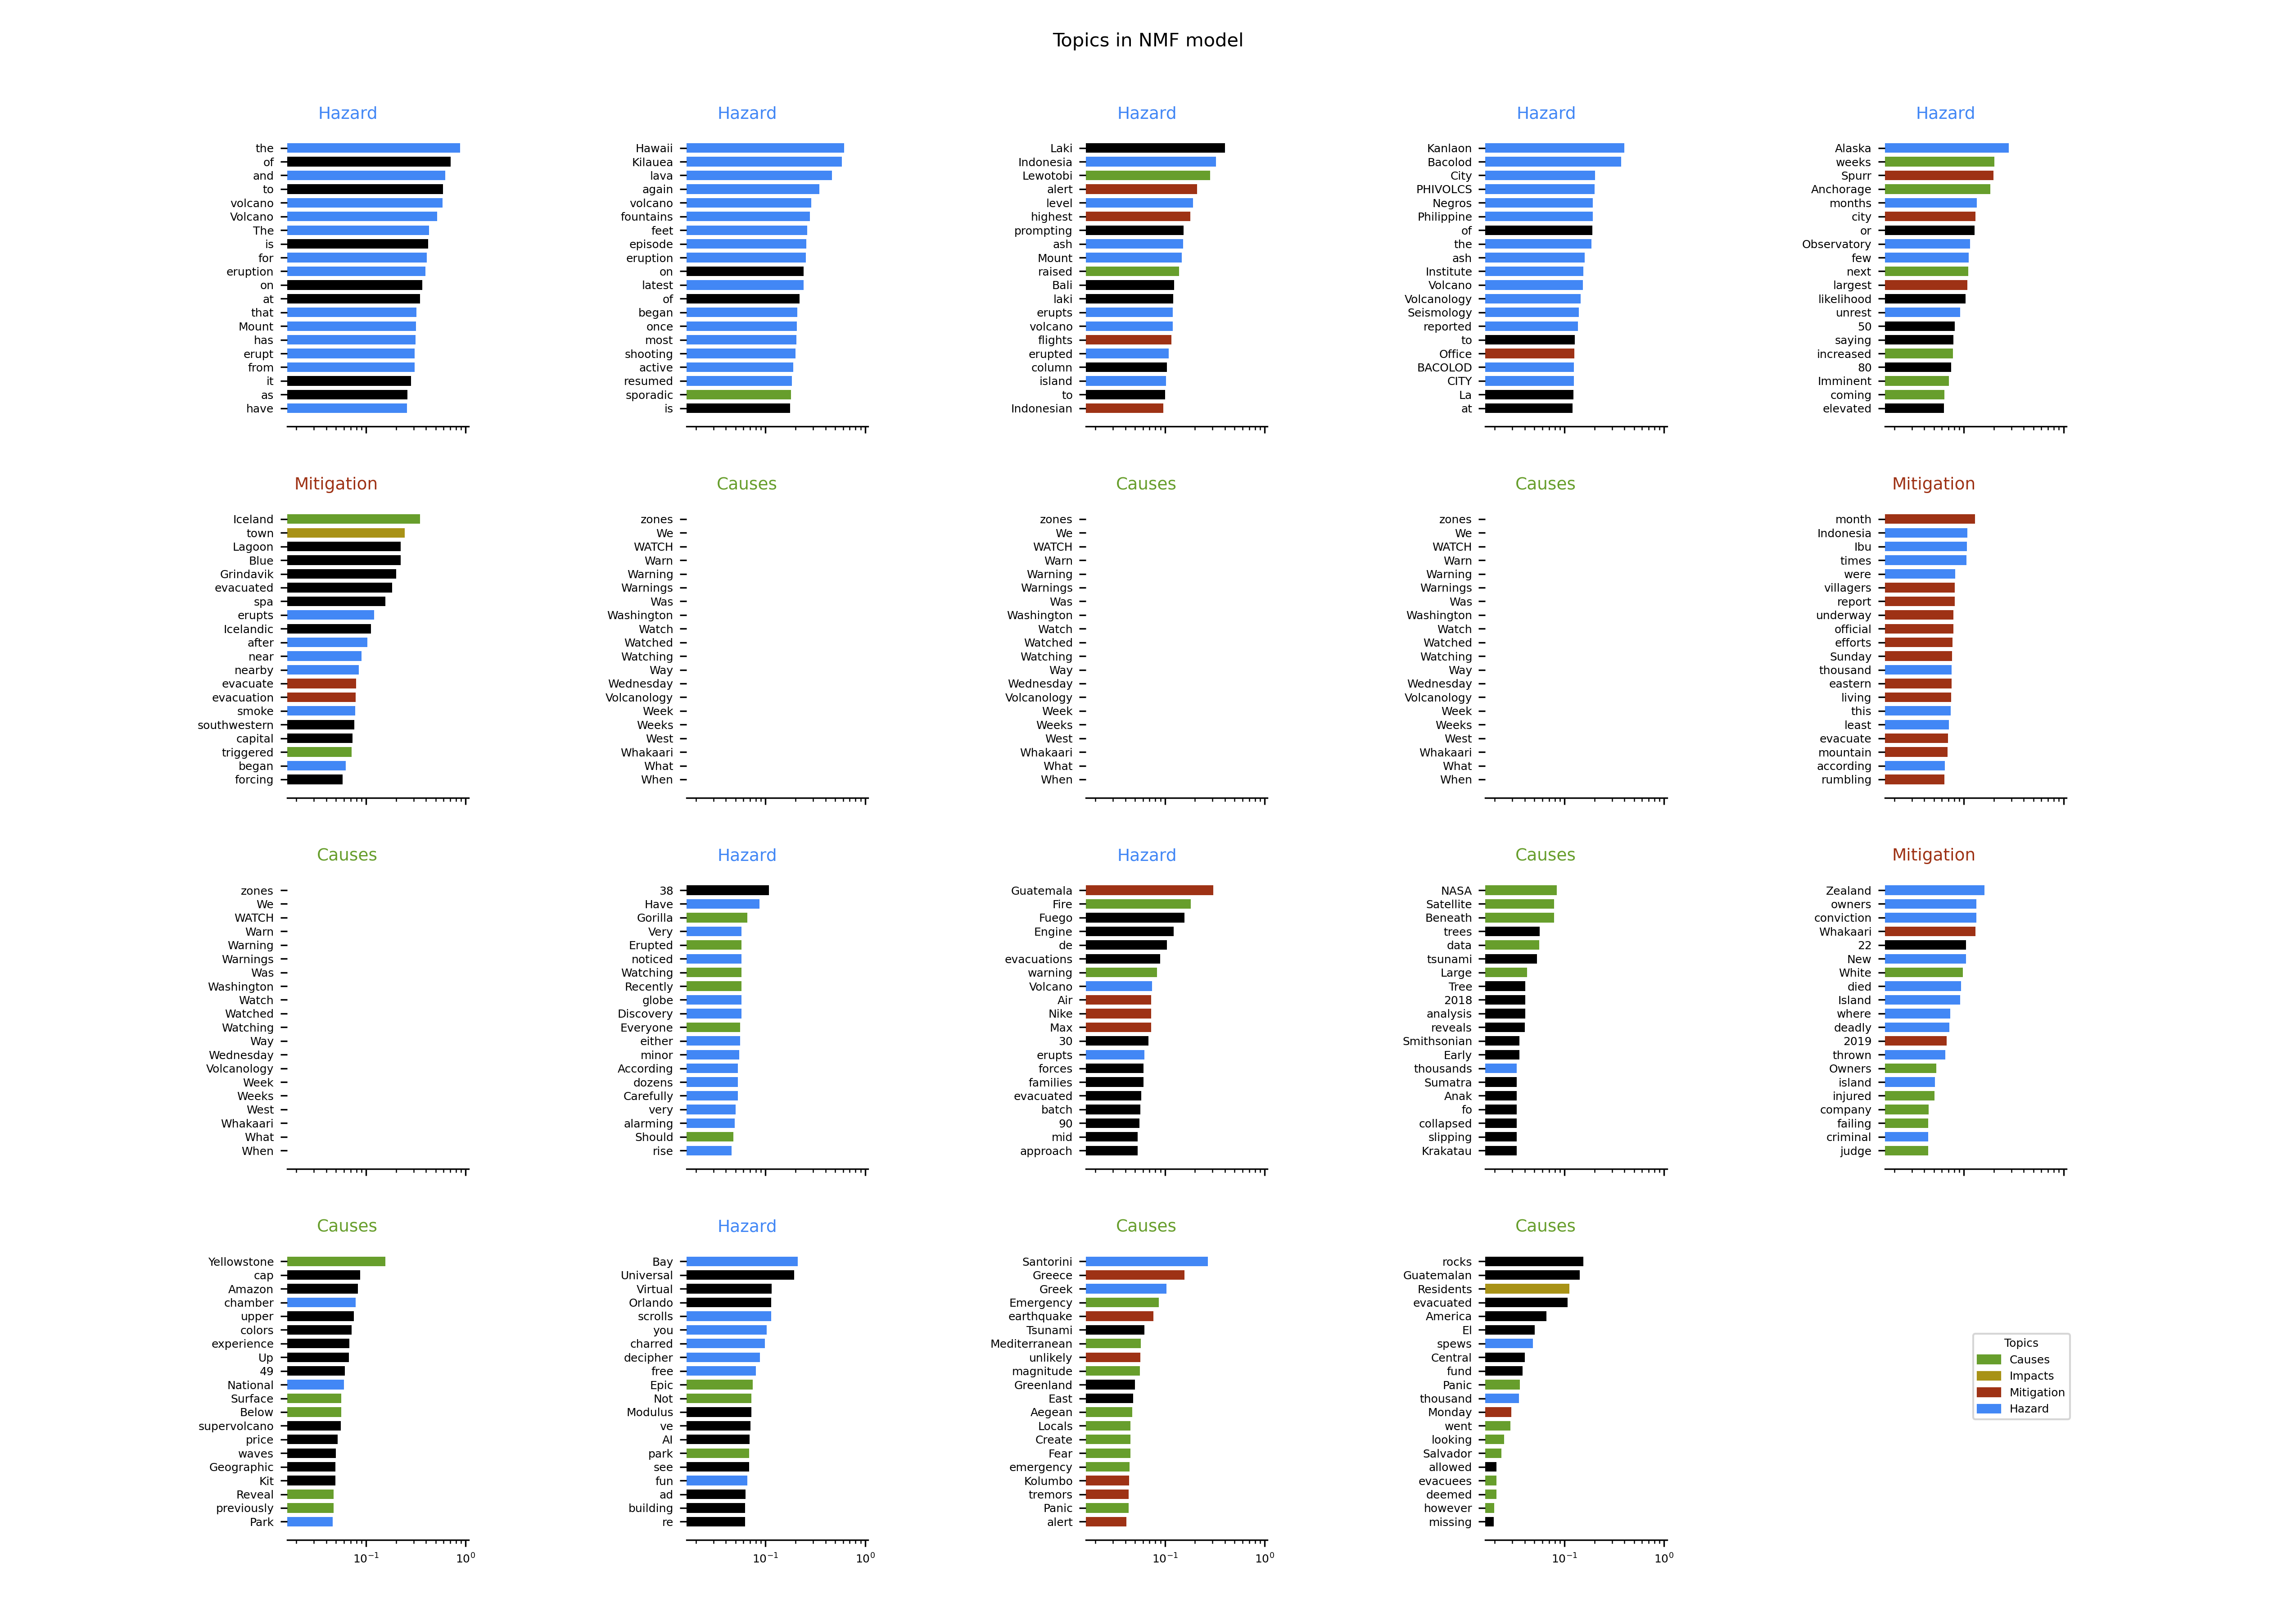 Topics in NMF model
Hazard
the
of
and
to
volcano
Volcano
The
is
for
eruption
on
at
that
Mount
has
erupt
from
it
as
have
Hazard
Hawaii
Kilauea
lava
again
volcano
fountains
feet
episode
eruption
on
latest
of
began
once
most
shooting
active
resumed
sporadic
is
Hazard
Laki
Indonesia
Lewotobi
alert
level
highest
prompting
ash
Mount
raised
Bali
laki
erupts
volcano
flights
erupted
column
island
to
Indonesian
Hazard
Kanlaon
Bacolod
City
PHIVOLCS
Negros
Philippine
of
the
ash
Institute
Volcano
Volcanology
Seismology
reported
to
Office
BACOLOD
CITY
La
at
Hazard
Alaska
weeks
Spurr
Anchorage
months
city
or
Observatory
few
next
largest
likelihood
unrest
50
saying
increased
80
Imminent
coming
elevated
Mitigation
Iceland
town
Lagoon
Blue
Grindavik
evacuated
spa
erupts
Icelandic
after
near
nearby
evacuate
evacuation
smoke
southwestern
capital
triggered
began
forcing
Causes
zones
We
WATCH
Warn
Warning
Warnings
Was
Washington
Watch
Watched
Watching
Way
Wednesday
Volcanology
Week
Weeks
West
Whakaari
What
When
Causes
zones
We
WATCH
Warn
Warning
Warnings
Was
Washington
Watch
Watched
Watching
Way
Wednesday
Volcanology
Week
Weeks
West
Whakaari
What
When
Causes
zones
We
WATCH
Warn
Warning
Warnings
Was
Washington
Watch
Watched
Watching
Way
Wednesday
Volcanology
Week
Weeks
West
Whakaari
What
When
Mitigation
month
Indonesia
Ibu
times
were
villagers
report
underway
official
efforts
Sunday
thousand
eastern
living
this
least
evacuate
mountain
according
rumbling
Causes
zones
We
WATCH
Warn
Warning
Warnings
Was
Washington
Watch
Watched
Watching
Way
Wednesday
Volcanology
Week
Weeks
West
Whakaari
What
When
Hazard
38
Have
Gorilla
Very
Erupted
noticed
Watching
Recently
globe
Discovery
Everyone
either
minor
According
dozens
Carefully
very
alarming
Should
rise
Hazard
Guatemala
Fire
Fuego
Engine
de
evacuations
warning
Volcano
Air
Nike
Max
30
erupts
forces
families
evacuated
batch
90
mid
approach
Causes
NASA
Satellite
Beneath
trees
data
tsunami
Large
Tree
2018
analysis
reveals
Smithsonian
Early
thousands
Sumatra
Anak
fo
collapsed
slipping
Krakatau
Mitigation
Zealand
owners
conviction
Whakaari
22
New
White
died
Island
where
deadly
2019
thrown
Owners
island
injured
company
failing
criminal
judge
Causes
Yellowstone
cap
Amazon
chamber
upper
colors
experience
Up
49
National
Surface
Below
supervolcano
price
waves
Geographic
Kit
Reveal
previously
Park
10⁻¹ 10⁰
Hazard
Bay
Universal
Virtual
Orlando
scrolls
you
charred
decipher
free
Epic
Not
Modulus
ve
AI
park
see
fun
ad
building
re
10⁻¹ 10⁰
Causes
Santorini
Greece
Greek
Emergency
earthquake
Tsunami
Mediterranean
unlikely
magnitude
Greenland
East
Aegean
Locals
Create
Fear
emergency
Kolumbo
tremors
Panic
alert
10⁻¹ 10⁰
Causes
rocks
Guatemalan
Residents
evacuated
America
El
spews
Central
fund
Panic
thousand
Monday
went
looking
Salvador
allowed
evacuees
deemed
however
missing
10⁻¹ 10⁰
Topics
Causes
Impacts
Mitigation
Hazard